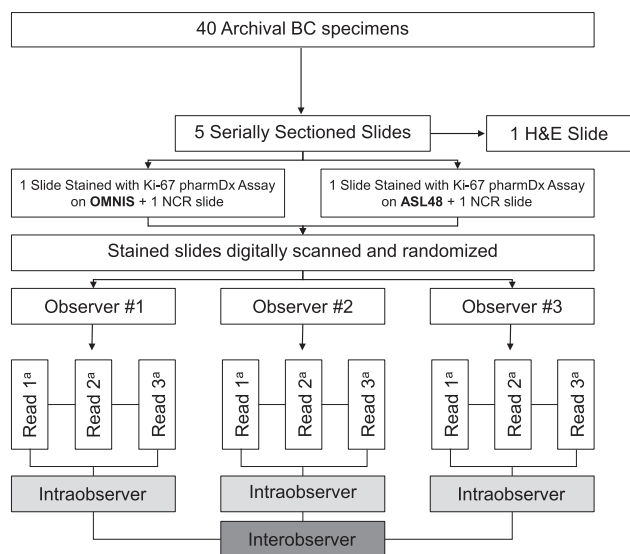 40 Archival BC specimens
5 Serially Sectioned Slides
1 H&E Slide
1 Slide Stained with Ki-67 pharmDx Assay
on OMNIS + 1 NCR slide
1 Slide Stained with Ki-67 pharmDx Assay
on ASL48 + 1 NCR slide
Stained slides digitally scanned and randomized
Observer #1
Observer #2
Observer #3
Read 1ᵃ
Read 2ᵃ
Read 3ᵃ
Read 1ᵃ
Read 2ᵃ
Read 3ᵃ
Read 1ᵃ
Read 2ᵃ
Read 3ᵃ
Intraobserver
Intraobserver
Intraobserver
Interobserver